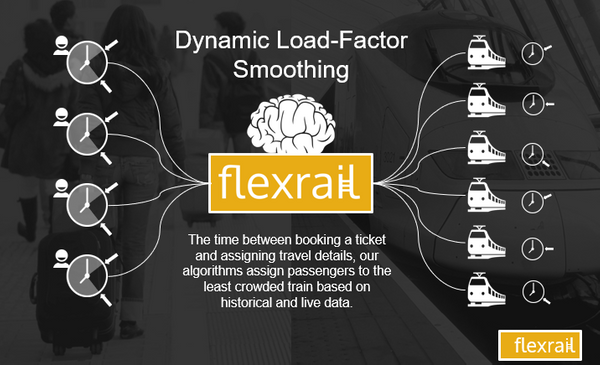 Dynamic Load-Factor
Smoothing
flexrail
The time between booking a ticket
and assigning travel details, our
algorithms assign passengers to the
least crowded train based on
historical and live data.
flexrail